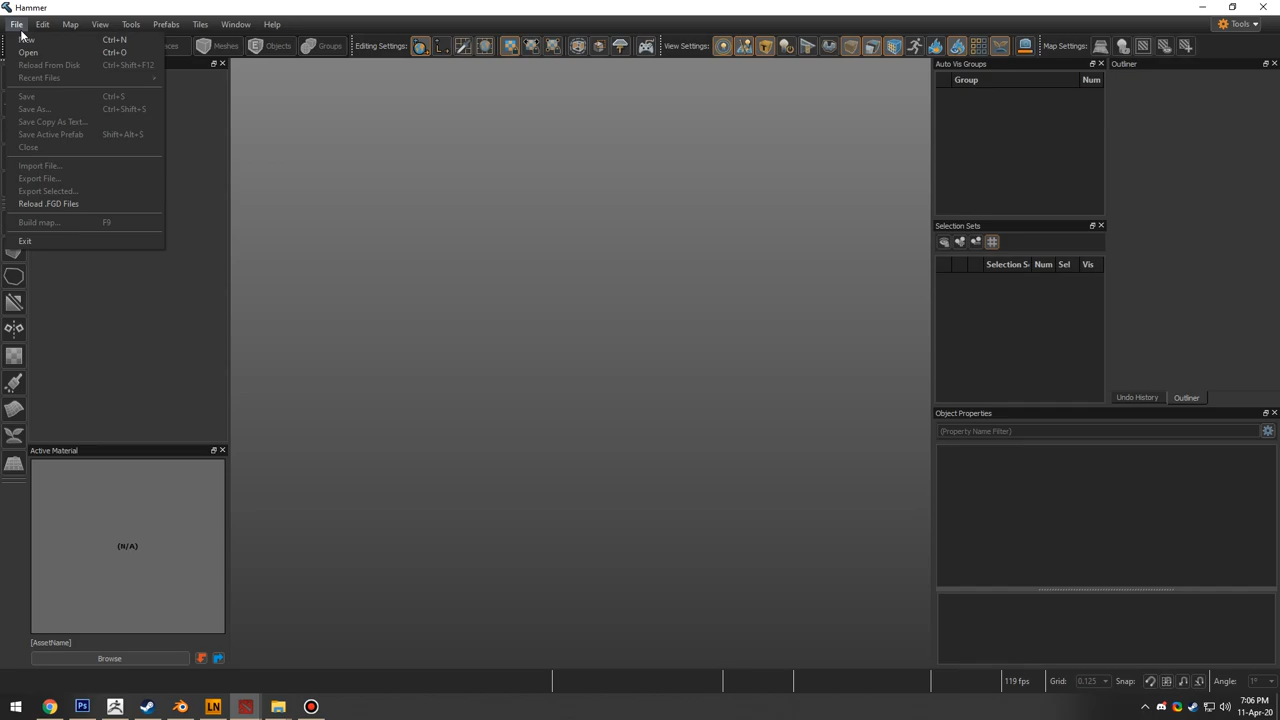 Hammer
File Edit Map View Tools Prefabs Tiles Window Help
Meshes Objects Groups Editing Settings: View Settings: Map Settings: Tools
New Ctrl+N
Open Ctrl+O
Reload From Disk Ctrl+Shift+F12
Recent Files
Save Ctrl+S
Save As... Ctrl+Shift+S
Save Copy As Text...
Save Active Prefab Shift+Alt+S
Close
Import File...
Export File...
Export Selected...
Reload .FGD Files
Build map... F9
Exit
Auto Vis Groups
Group Num
Outliner
Selection Sets
Selection S Num Sel Vis
Undo History Outliner
Object Properties
(Property Name Filter)
Active Material
(N/A)
[AssetName]
Browse
119 fps Grid: 0.125 Snap: Angle: 1°
Ps LN
7:06 PM
11-Apr-20